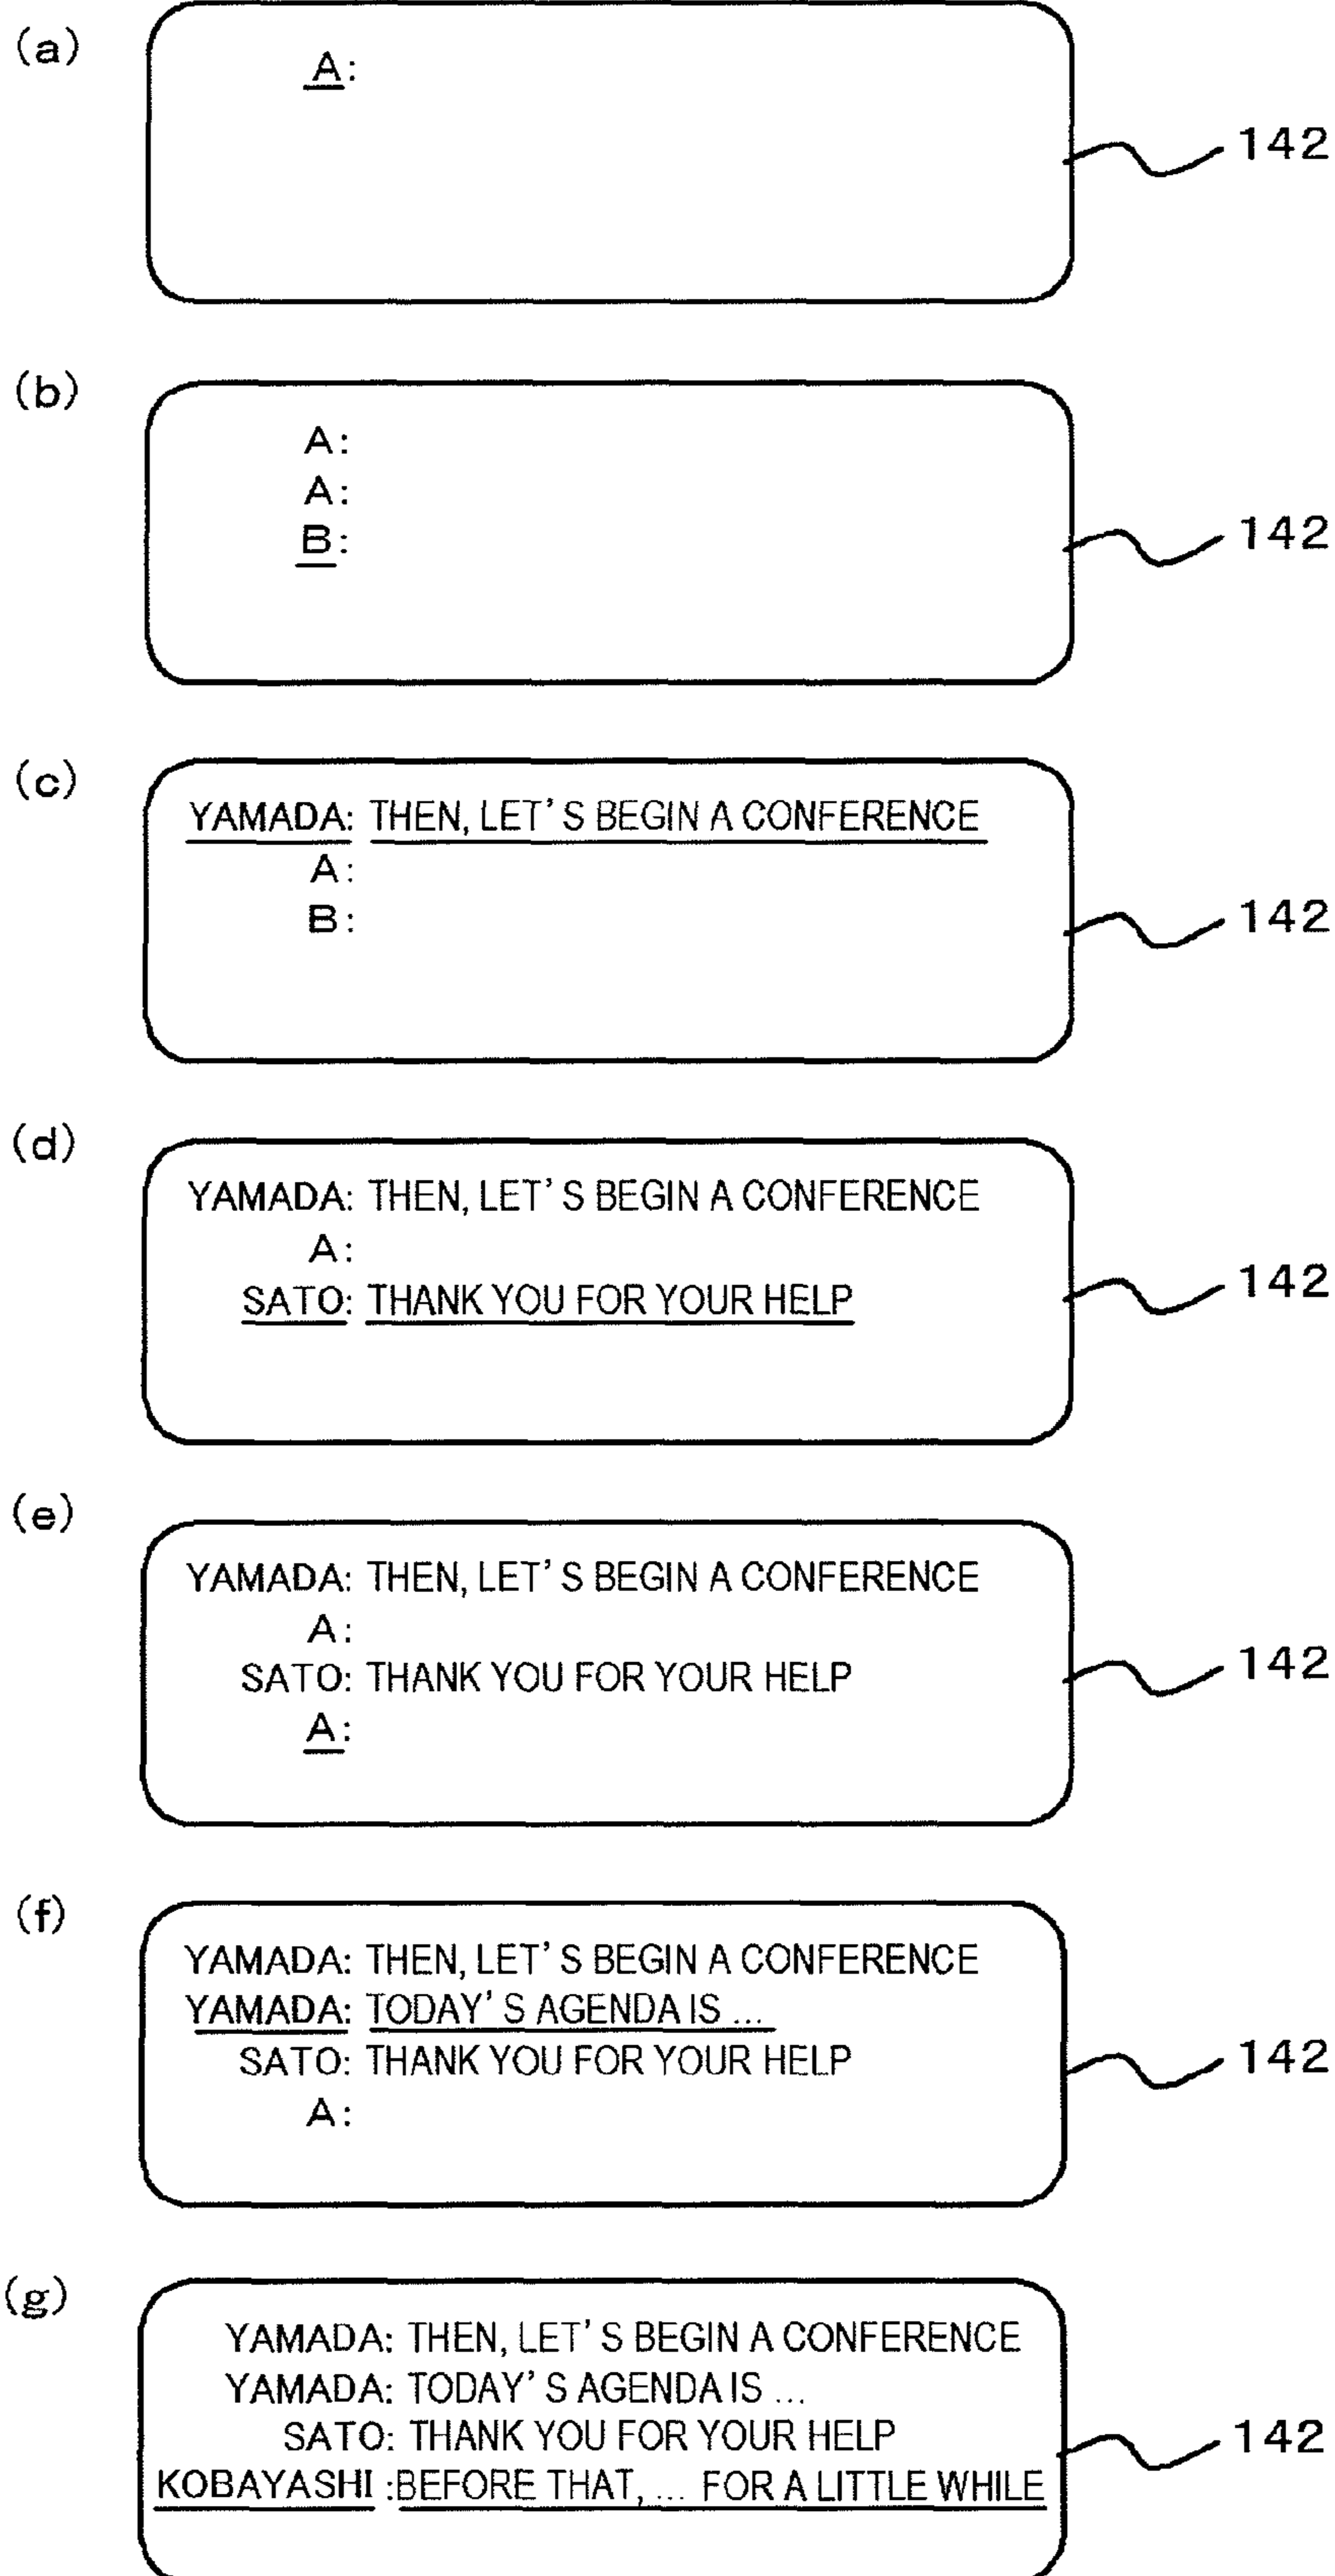 (a)
A:
142
(b)
A:
A:
B:
142
(c)
YAMADA: THEN, LET'S BEGIN A CONFERENCE
A:
B:
142
(d)
YAMADA: THEN, LET'S BEGIN A CONFERENCE
A:
SATO: THANK YOU FOR YOUR HELP
142
(e)
YAMADA: THEN, LET'S BEGIN A CONFERENCE
A:
SATO: THANK YOU FOR YOUR HELP
A:
142
(f)
YAMADA: THEN, LET'S BEGIN A CONFERENCE
YAMADA: TODAY'S AGENDA IS ...
SATO: THANK YOU FOR YOUR HELP
A:
142
(g)
YAMADA: THEN, LET'S BEGIN A CONFERENCE
YAMADA: TODAY'S AGENDA IS ...
SATO: THANK YOU FOR YOUR HELP
KOBAYASHI :BEFORE THAT, ... FOR A LITTLE WHILE
142